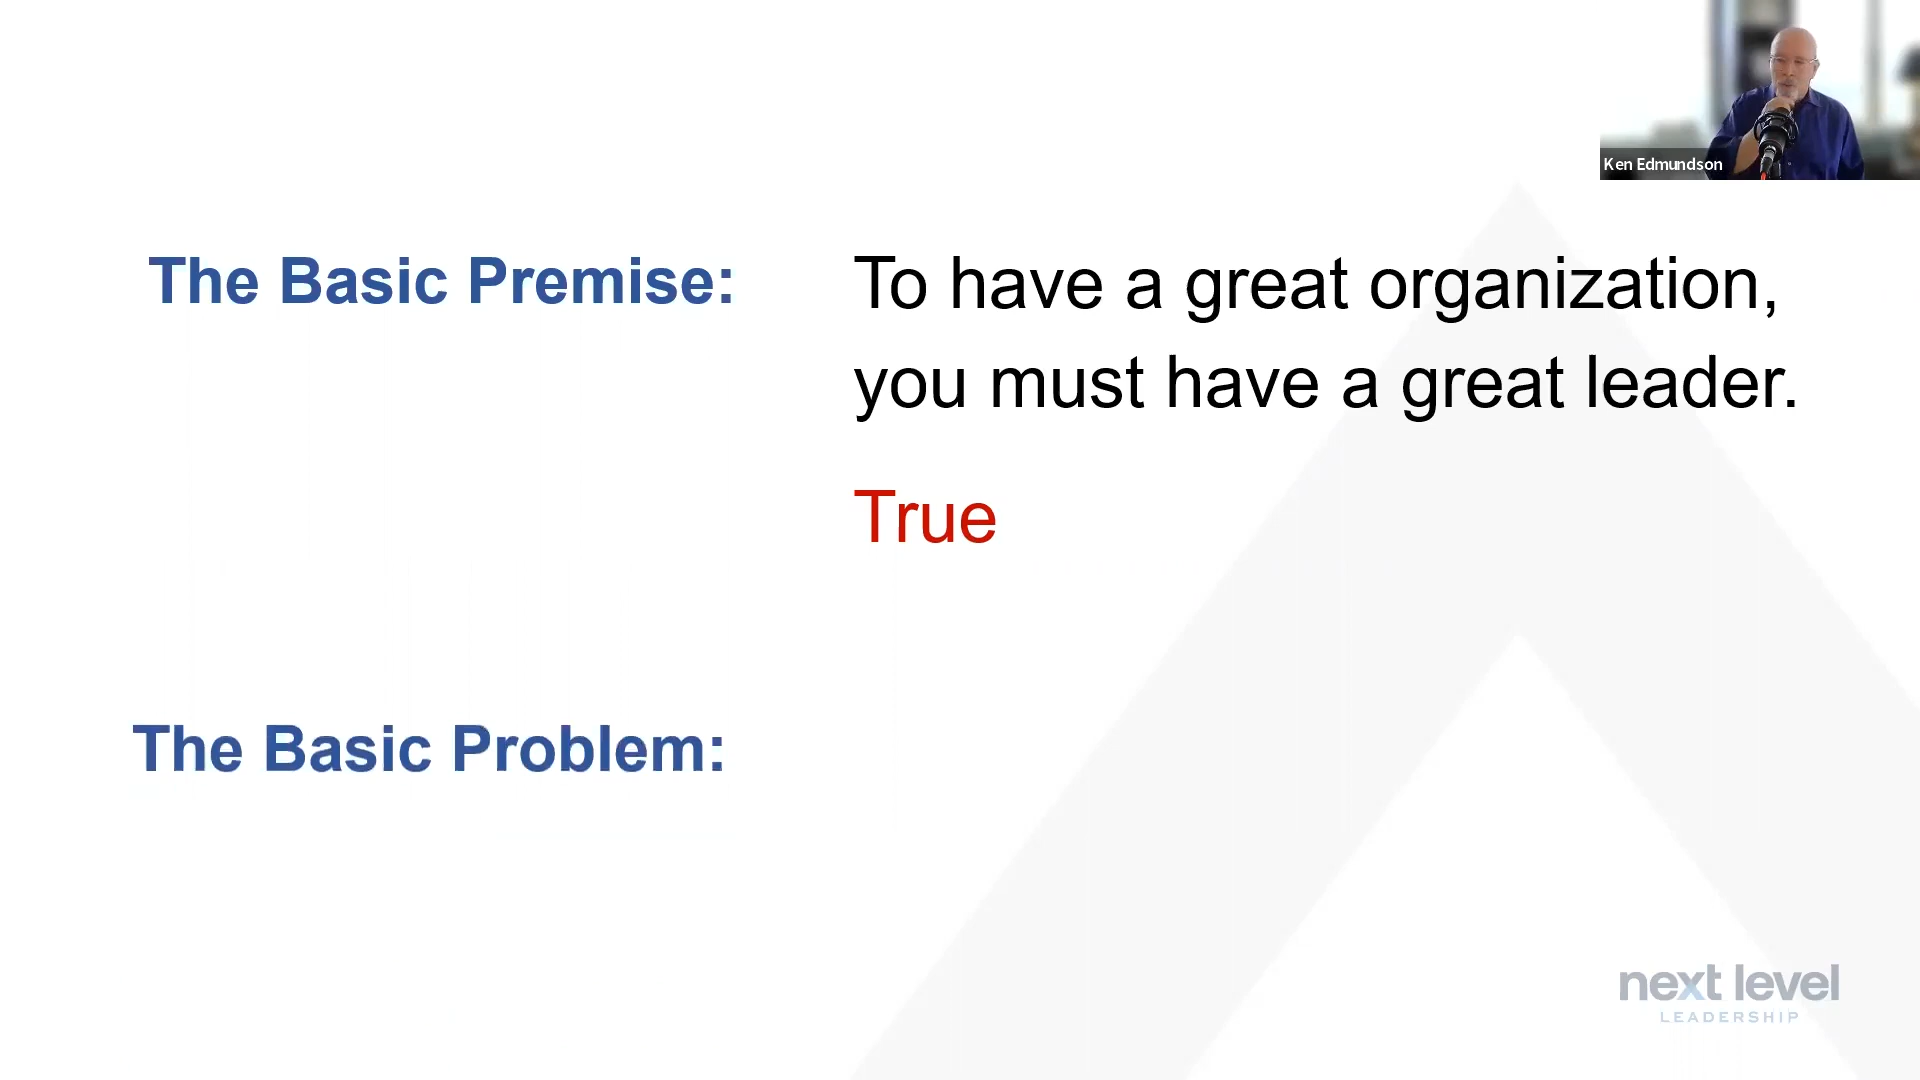 Ken Edmundson
The Basic Premise:
To have a great organization,
you must have a great leader.
True
The Basic Problem:
next level
LEADERSHIP